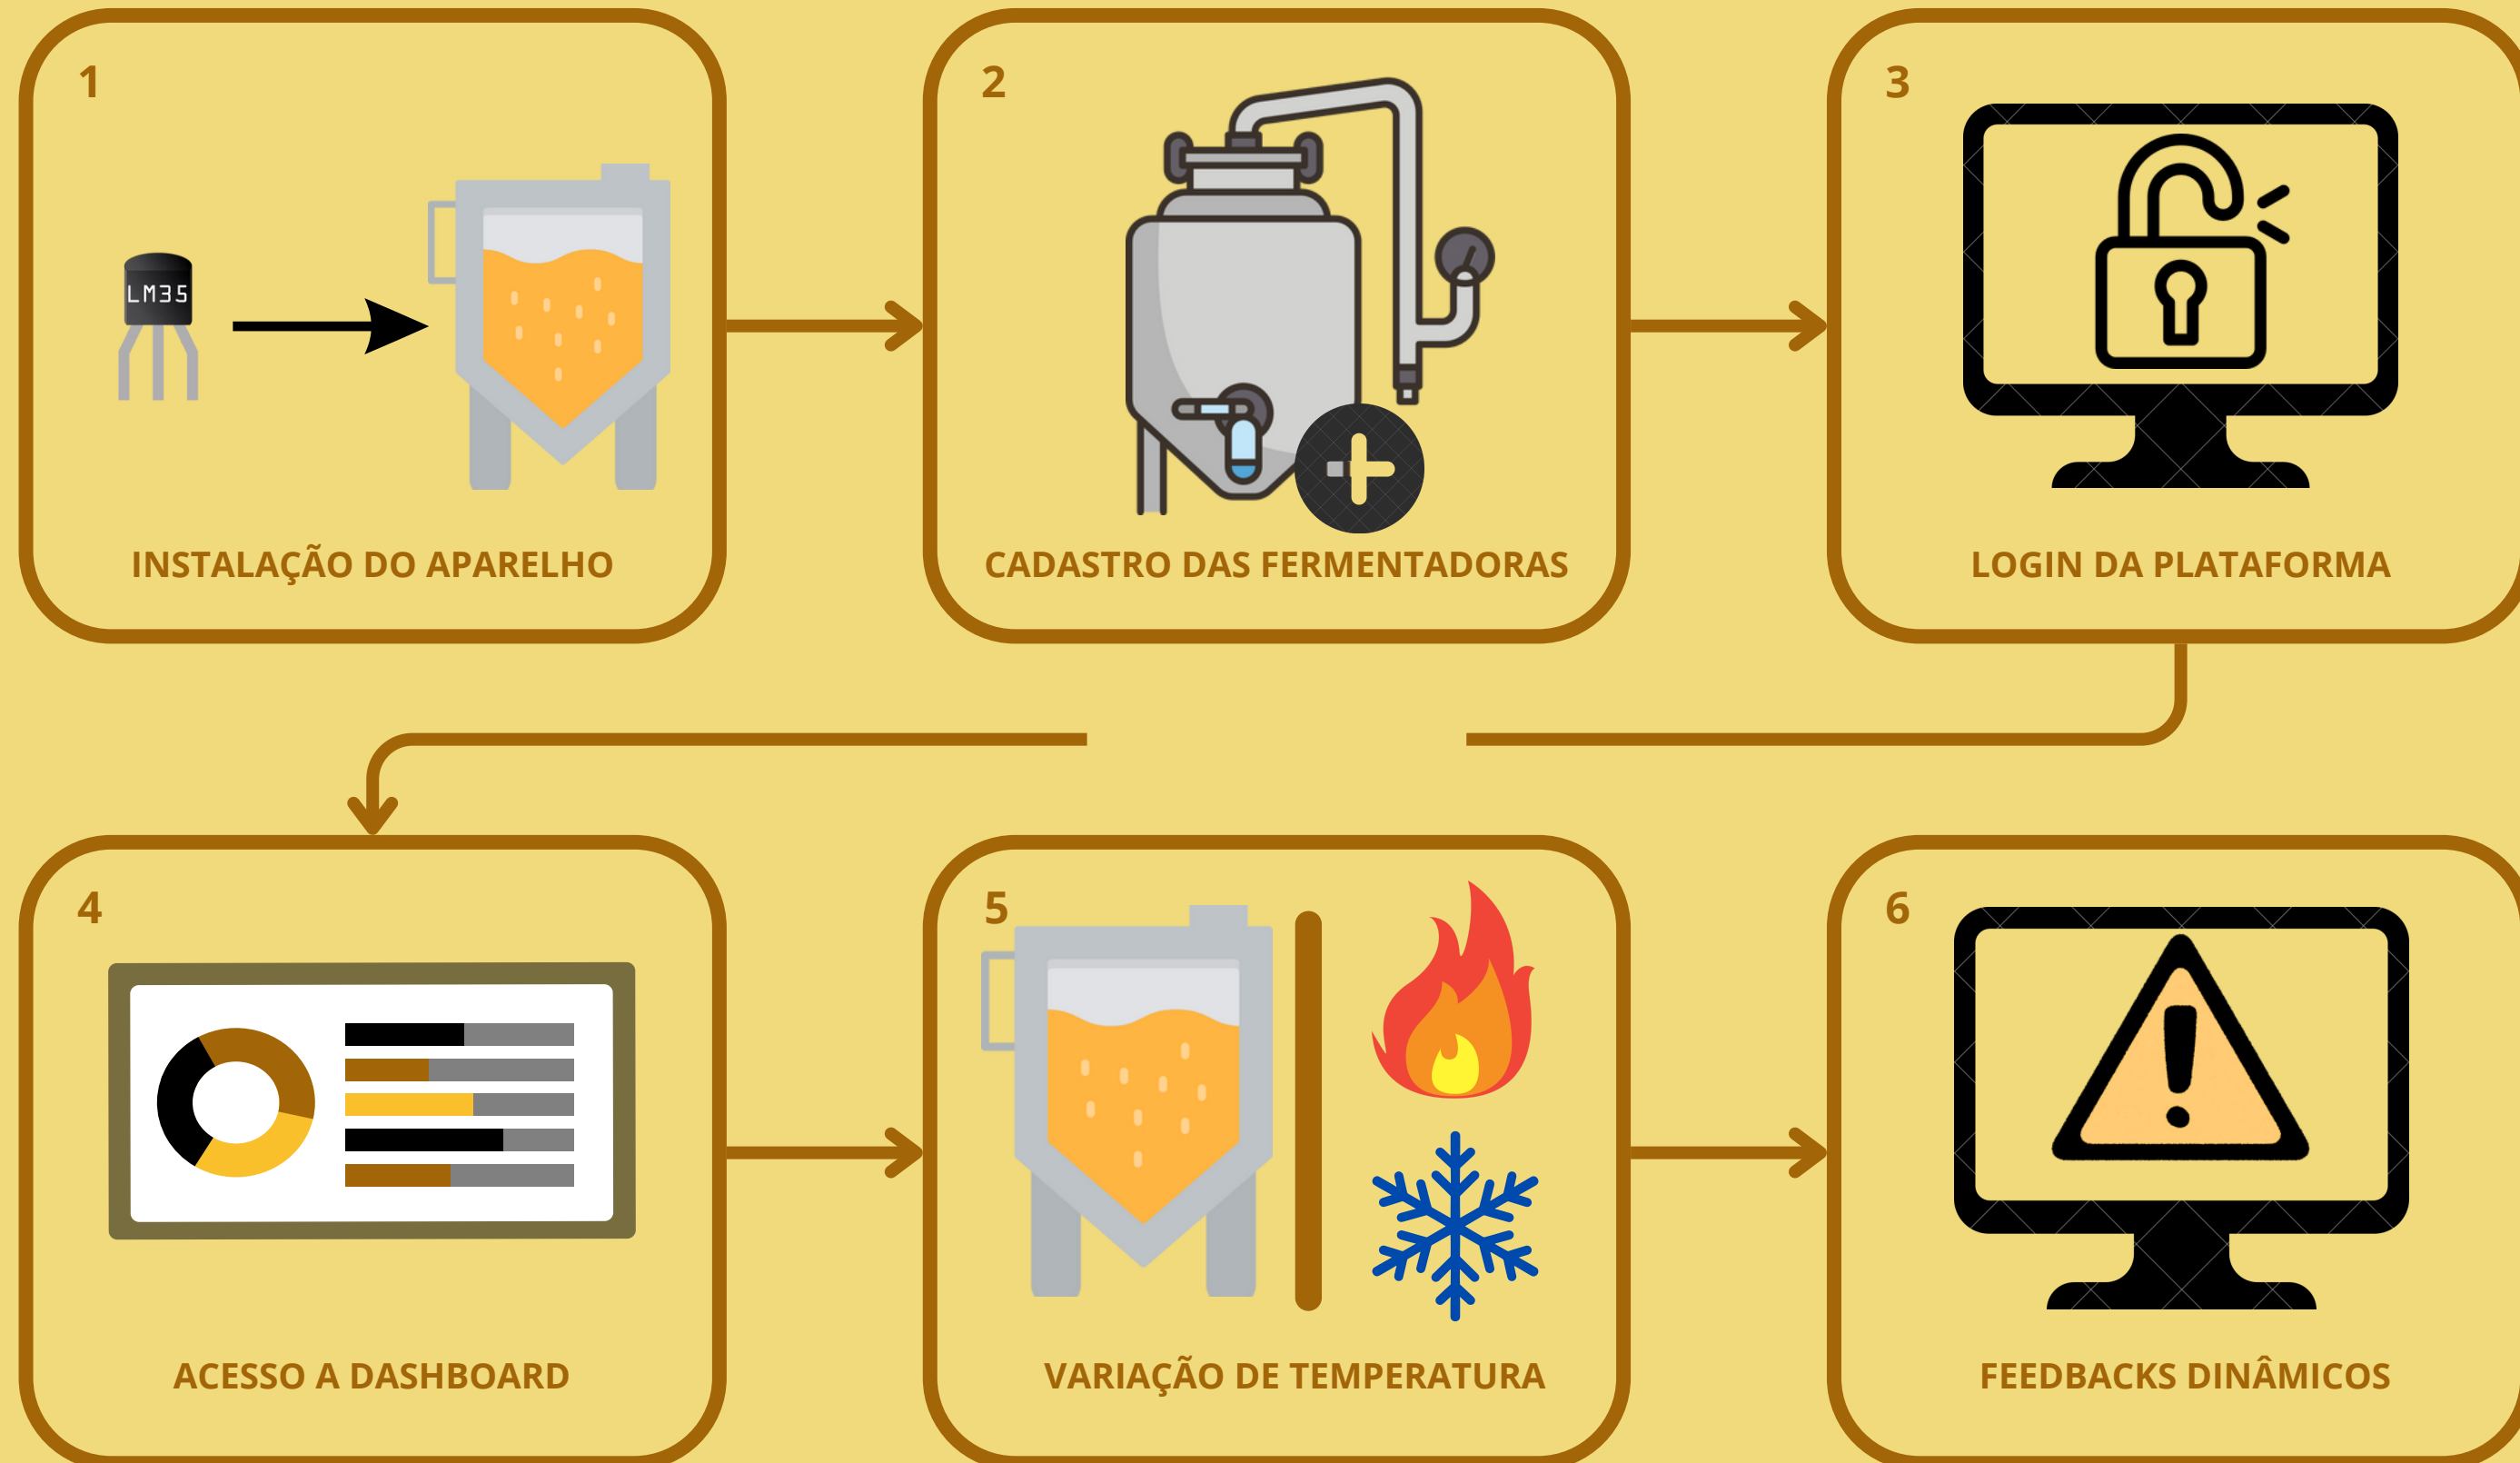 1
LM35
INSTALAÇÃO DO APARELHO
2
CADASTRO DAS FERMENTADORAS
3
LOGIN DA PLATAFORMA
4
ACESSO A DASHBOARD
5
VARIAÇÃO DE TEMPERATURA
6
FEEDBACKS DINÂMICOS